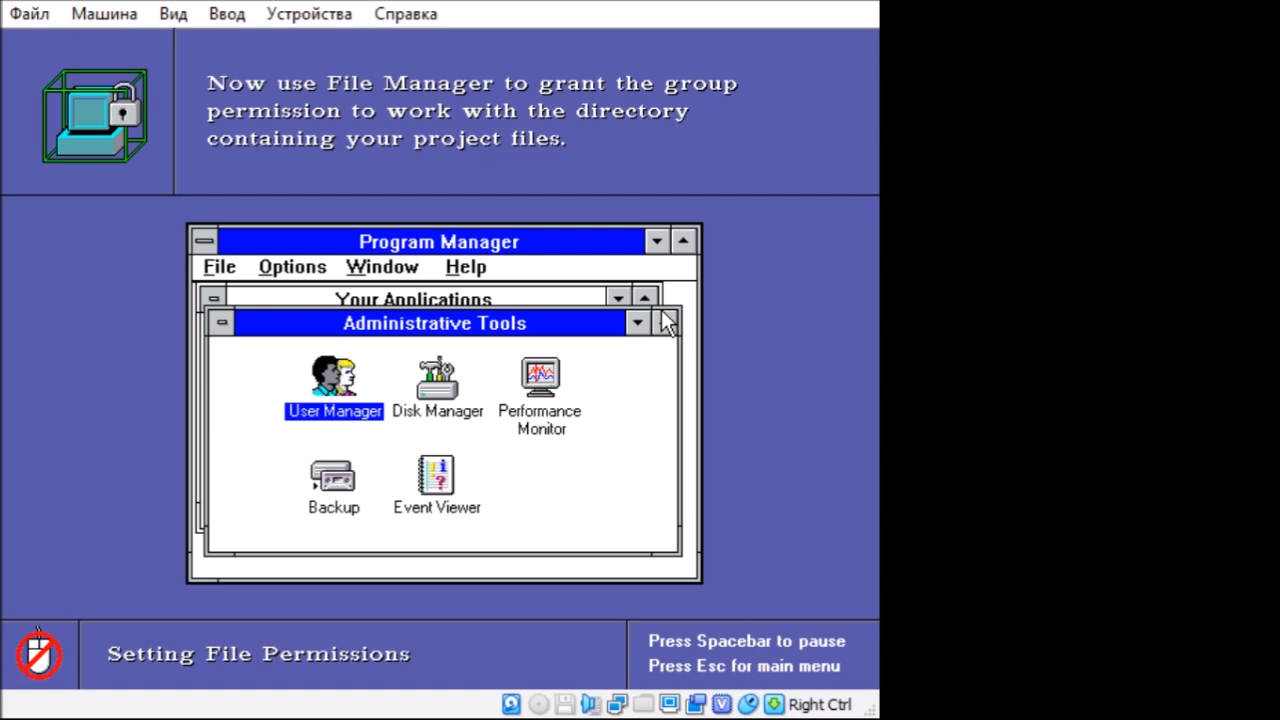 Файл Машина Вид Ввод Устройства Справка
Now use File Manager to grant the group
permission to work with the directory
containing your project files.
Program Manager
File Options Window Help
Your Applications
Administrative Tools
User Manager Disk Manager Performance
Monitor
Backup Event Viewer
Setting File Permissions
Press Spacebar to pause
Press Esc for main menu
Right Ctrl